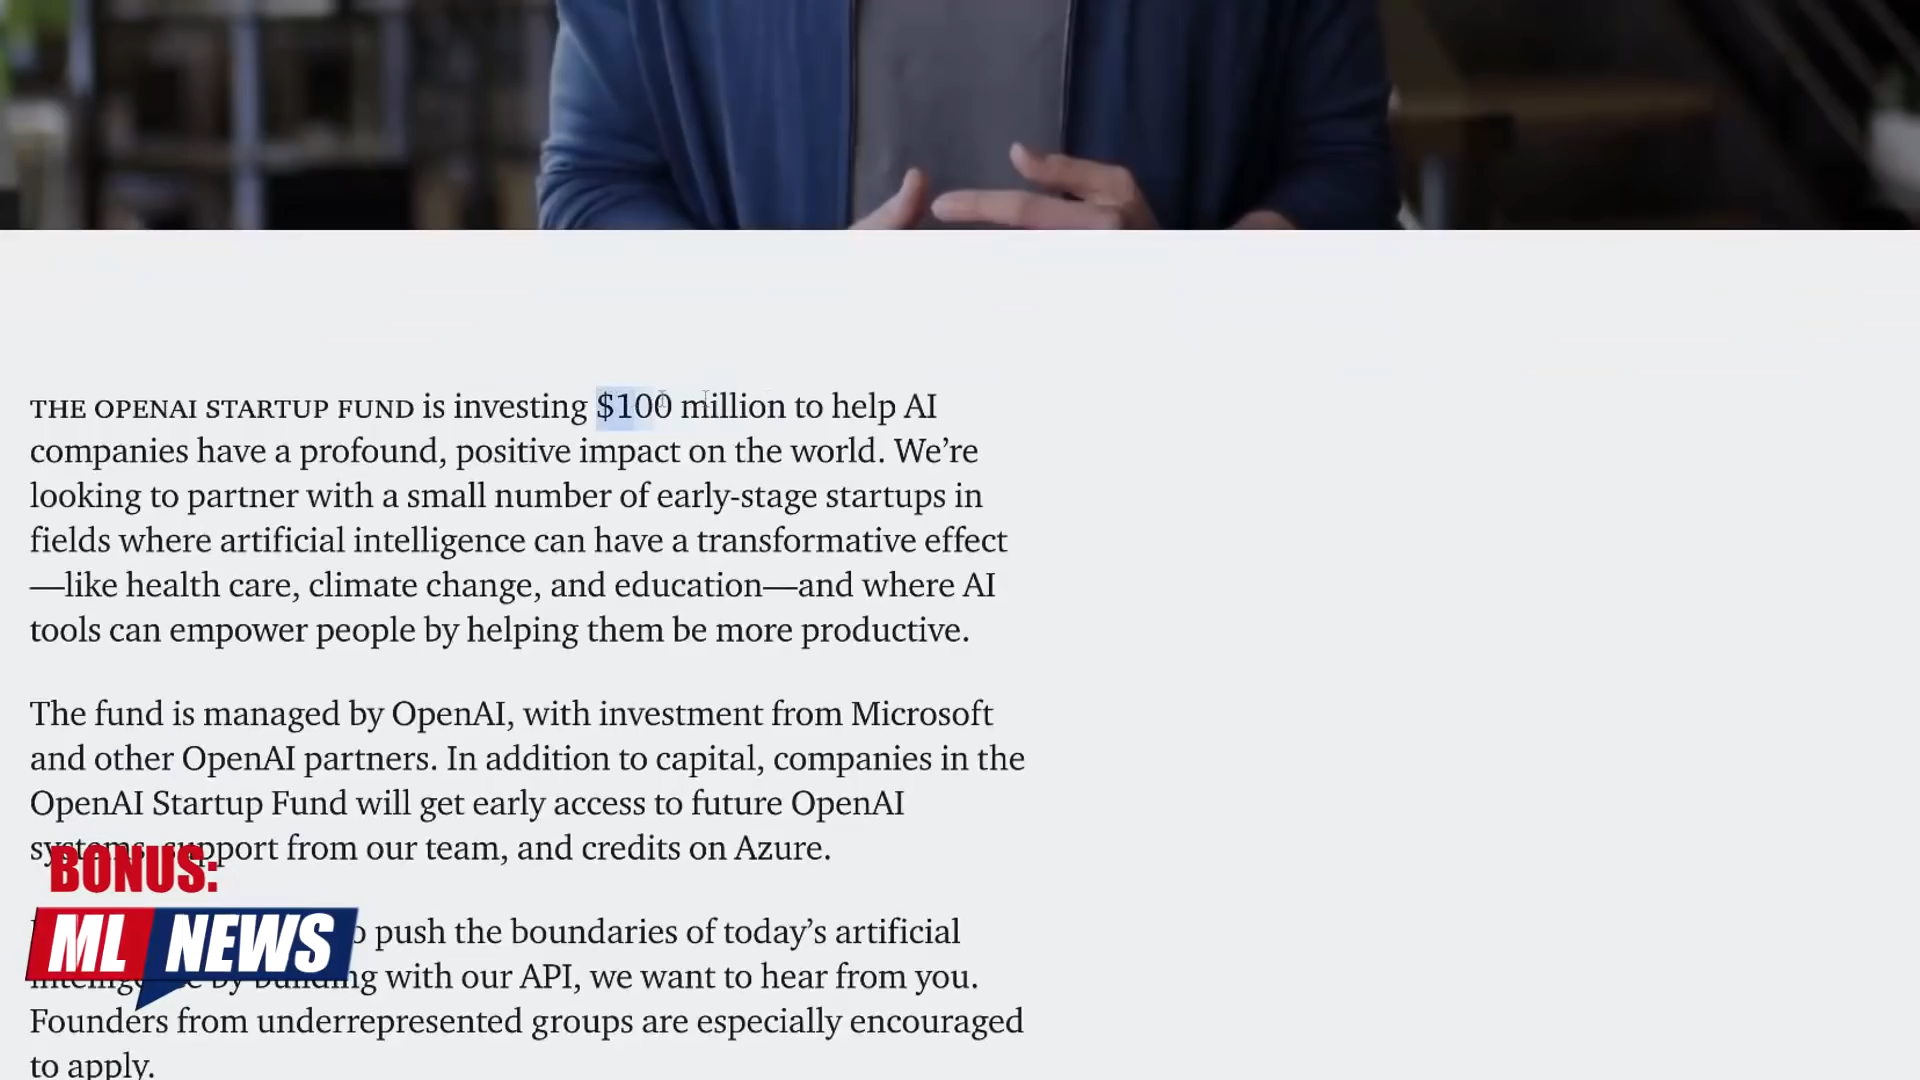 THE OPENAI STARTUP FUND is investing $100 million to help AI
companies have a profound, positive impact on the world. We’re
looking to partner with a small number of early-stage startups in
fields where artificial intelligence can have a transformative effect
—like health care, climate change, and education—and where AI
tools can empower people by helping them be more productive.
The fund is managed by OpenAI, with investment from Microsoft
and other OpenAI partners. In addition to capital, companies in the
OpenAI Startup Fund will get early access to future OpenAI
systems, support from our team, and credits on Azure.
BONUS:
ML NEWS
push the boundaries of today’s artificial
intelligence by building with our API, we want to hear from you.
Founders from underrepresented groups are especially encouraged
to apply.